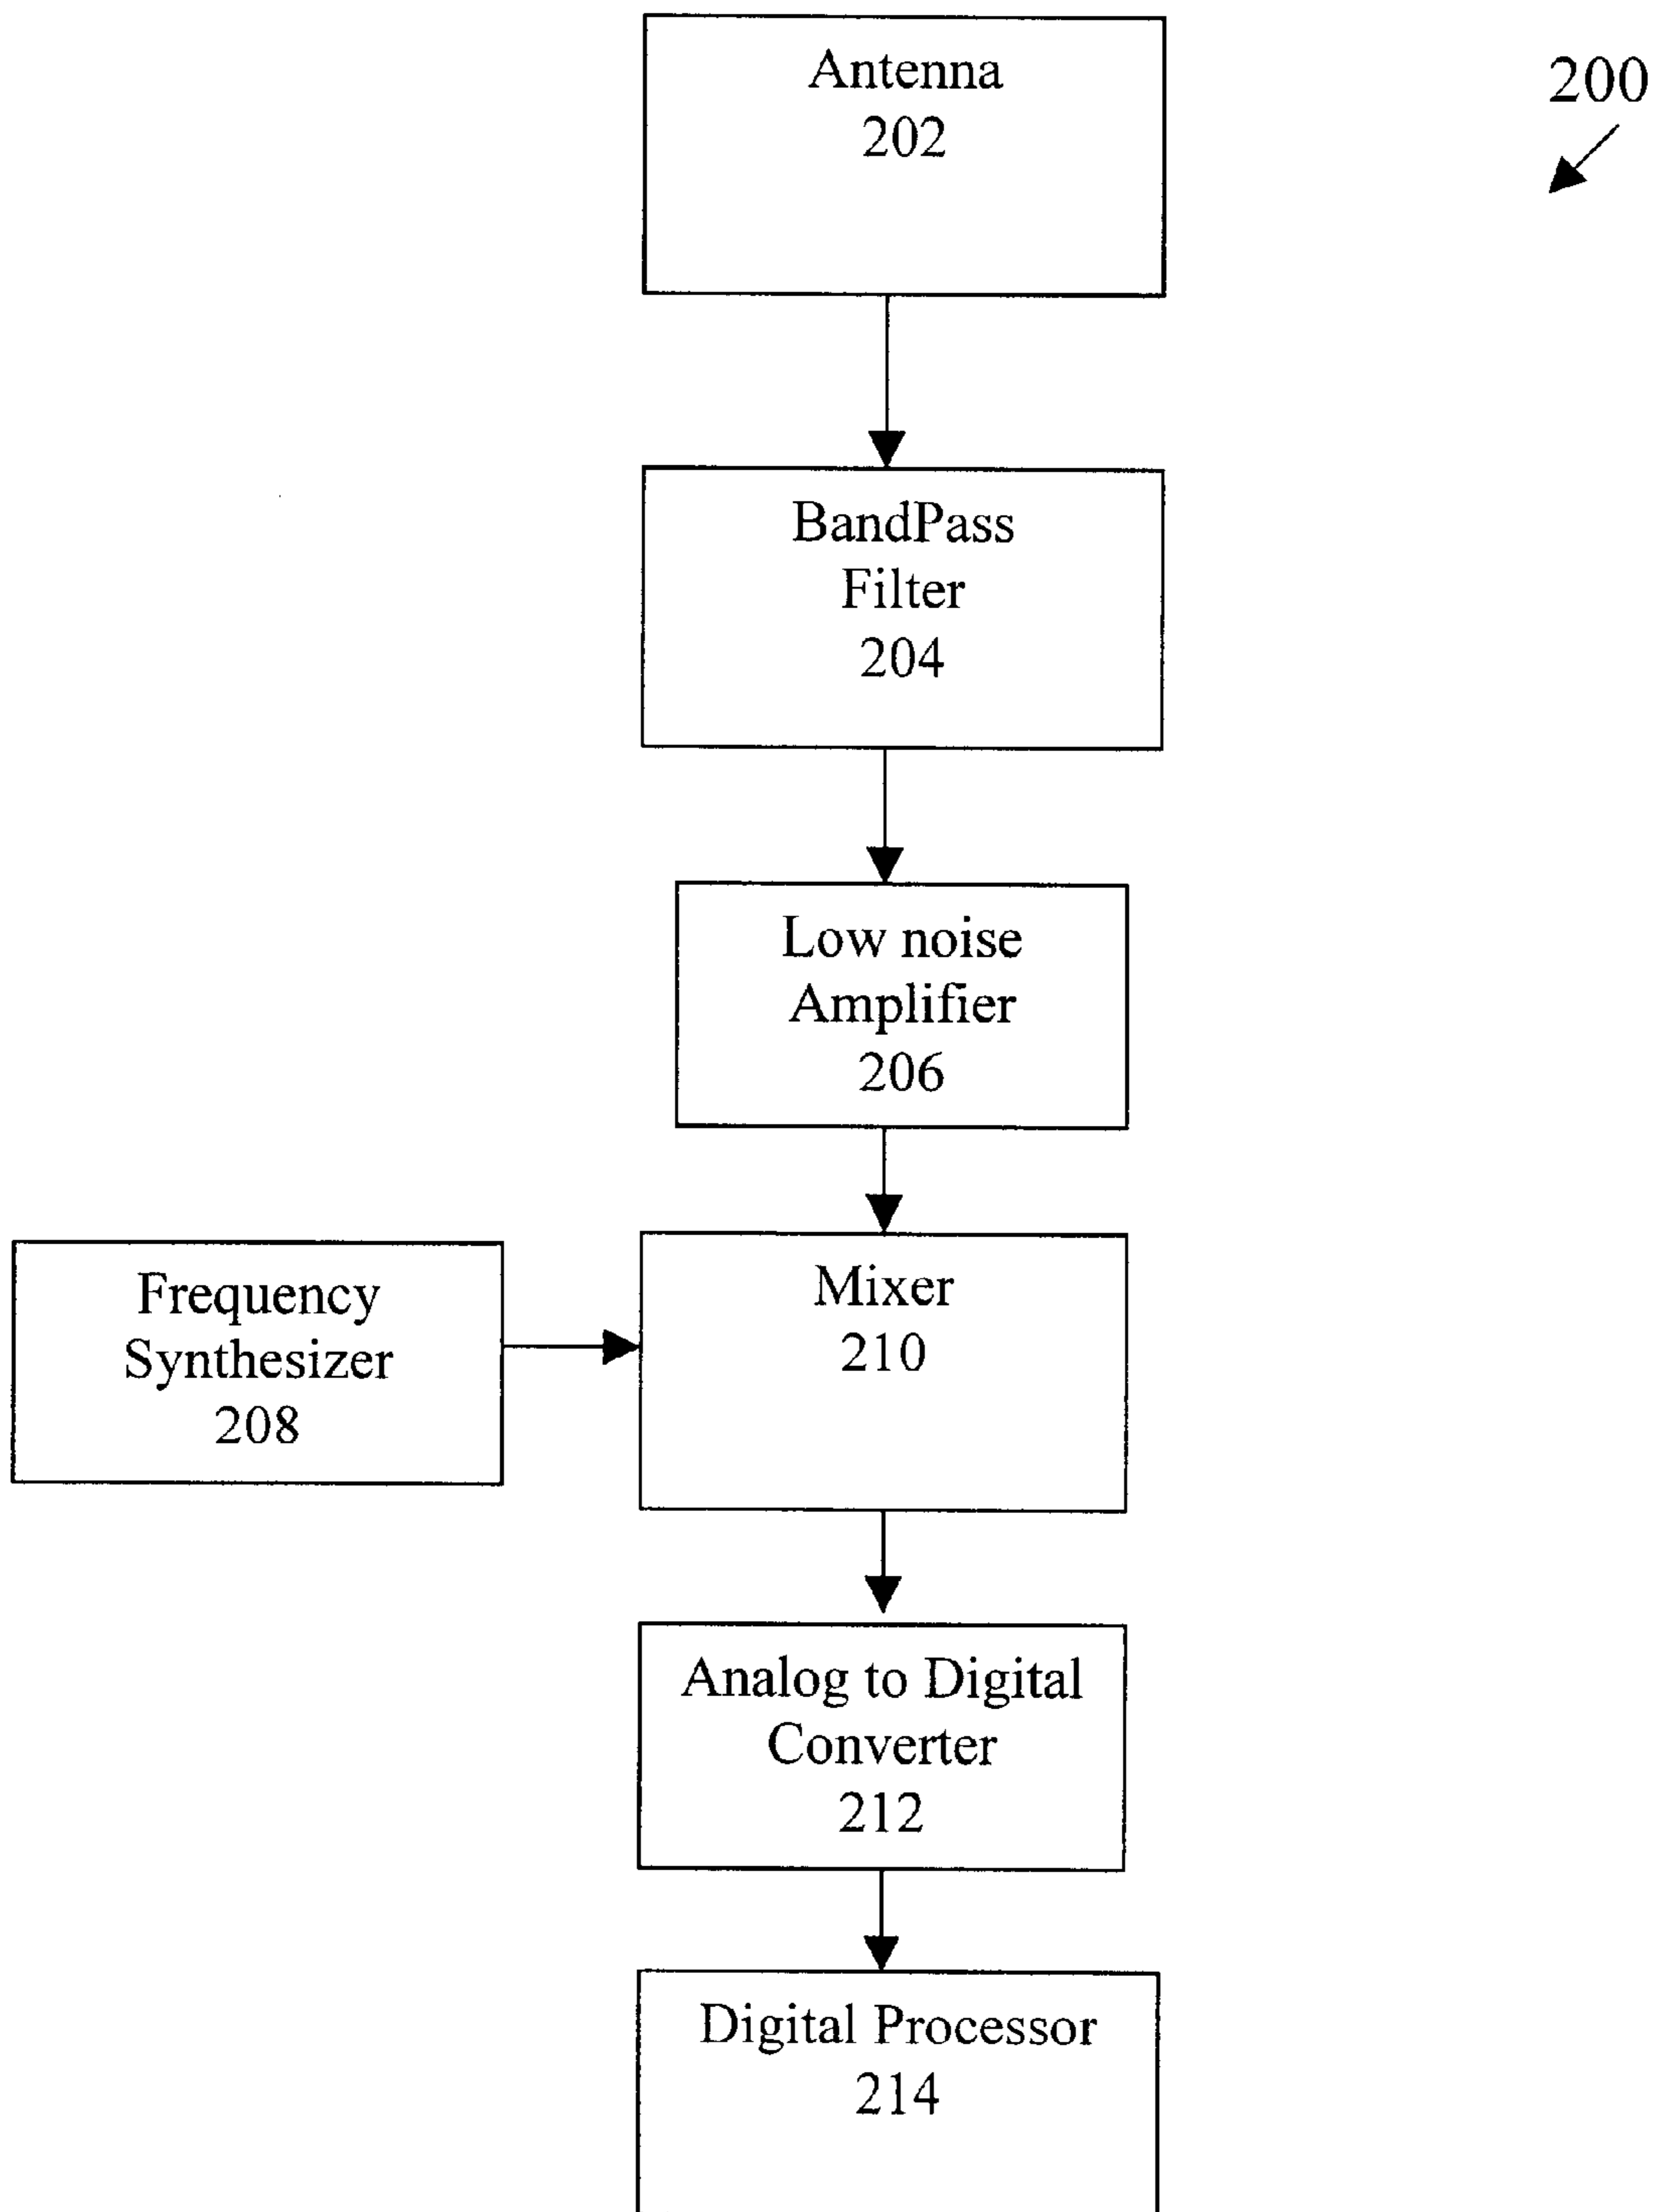 Antenna
202
200
BandPass
Filter
204
Low noise
Amplifier
206
Frequency
Synthesizer
208
Mixer
210
Analog to Digital
Converter
212
Digital Processor
214